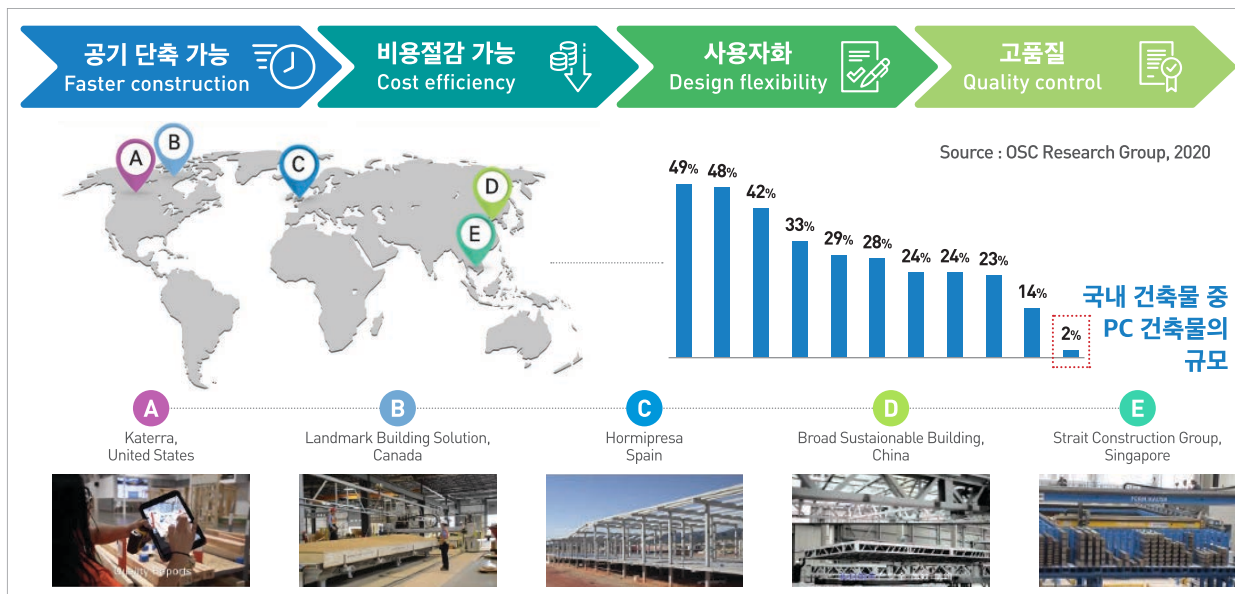 공기 단축 가능
Faster construction
비용절감 가능
Cost efficiency
사용자화
Design flexibility
고품질
Quality control
A
B
C
D
E
Source : OSC Research Group, 2020
49%
48%
42%
33%
29%
28%
24%
24%
23%
14%
2%
국내 건축물 중
PC 건축물의
규모
A
Katerra,
United States
B
Landmark Building Solution,
Canada
C
Hormipresa
Spain
D
Broad Sustaionable Building,
China
E
Strait Construction Group,
Singapore
Quality Reports